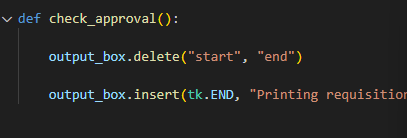 def check_approval():
output_box.delete("start", "end")
output_box.insert(tk.END, "Printing requisition